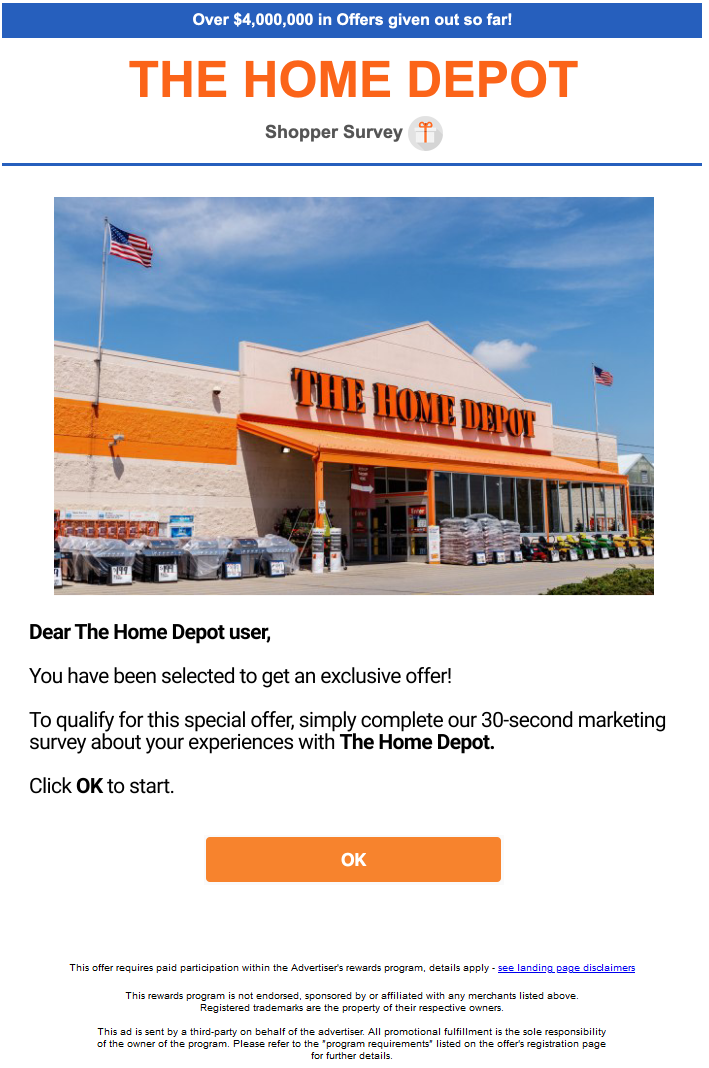 Over $4,000,000 in Offers given out so far!
THE HOME DEPOT
Shopper Survey
THE HOME DEPOT
Dear The Home Depot user,
You have been selected to get an exclusive offer!
To qualify for this special offer, simply complete our 30-second marketing
survey about your experiences with The Home Depot.
Click OK to start.
OK
This offer requires paid participation within the Advertiser's rewards program, details apply - see landing page disclaimers
This rewards program is not endorsed, sponsored by or affiliated with any merchants listed above.
Registered trademarks are the property of their respective owners.
This ad is sent by a third-party on behalf of the advertiser. All promotional fulfillment is the sole responsibility
of the owner of the program. Please refer to the "program requirements" listed on the offer's registration page
for further details.